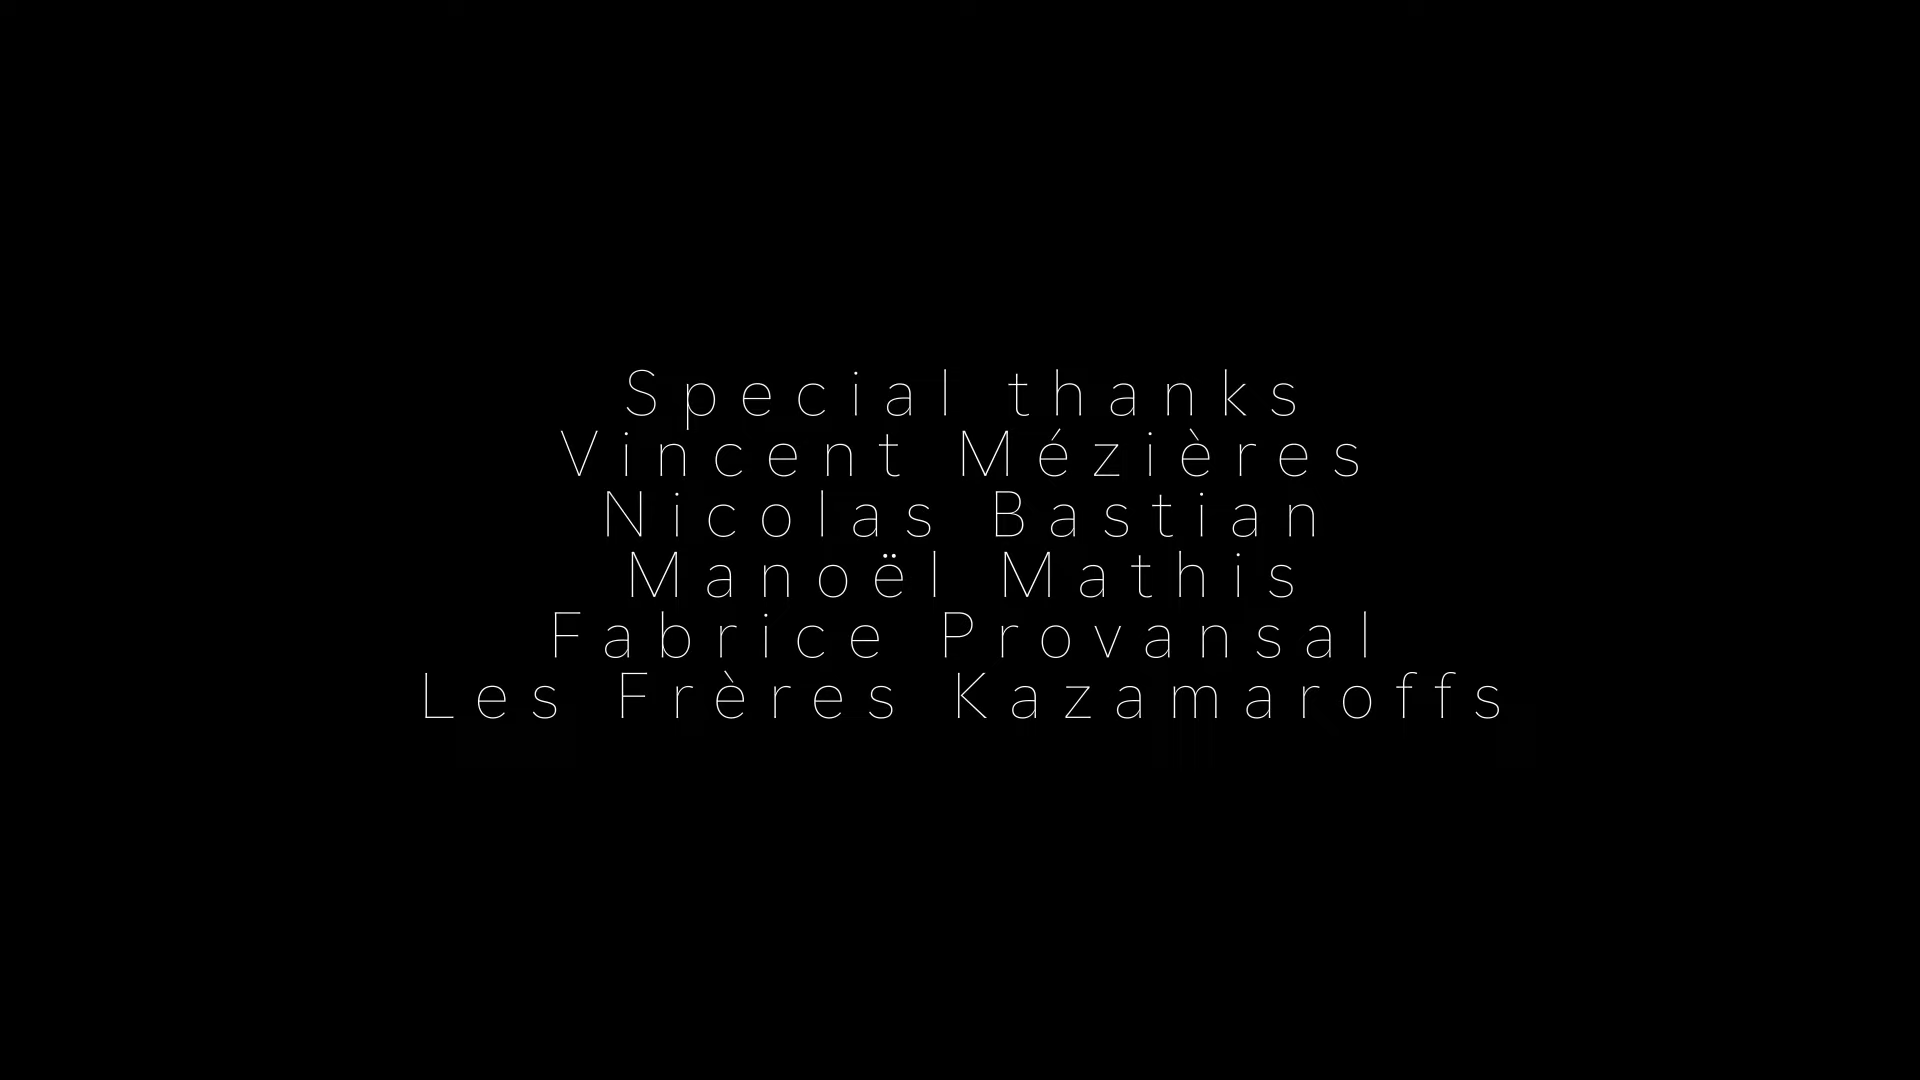 Special thanks
Vincent Mézières
Nicolas Bastian
Manoël Mathis
Fabrice Provansal
Les Frères Kazamaroffs